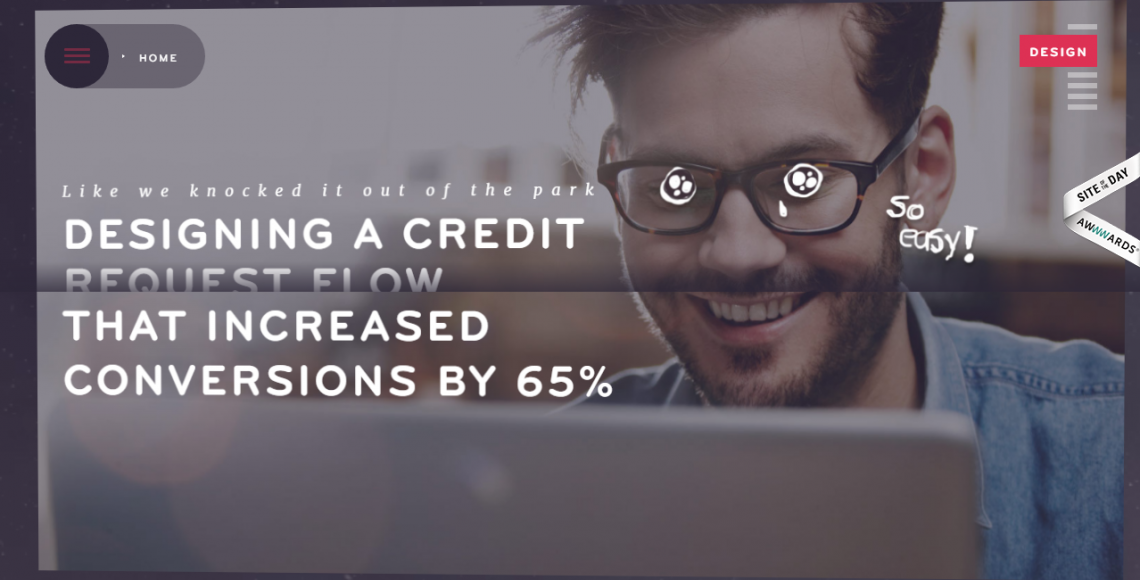 HOME
DESIGN
SITE OF THE DAY
AWWWARDS
Like we knocked it out of the park
DESIGNING A CREDIT
REQUEST FLOW
THAT INCREASED
CONVERSIONS BY 65%
So
easy!